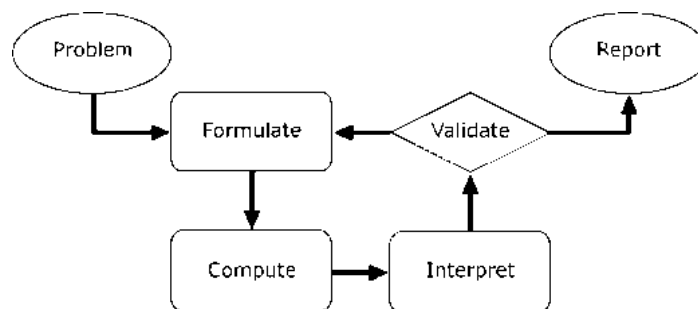 Problem
Report
Formulate
Validate
Compute
Interpret